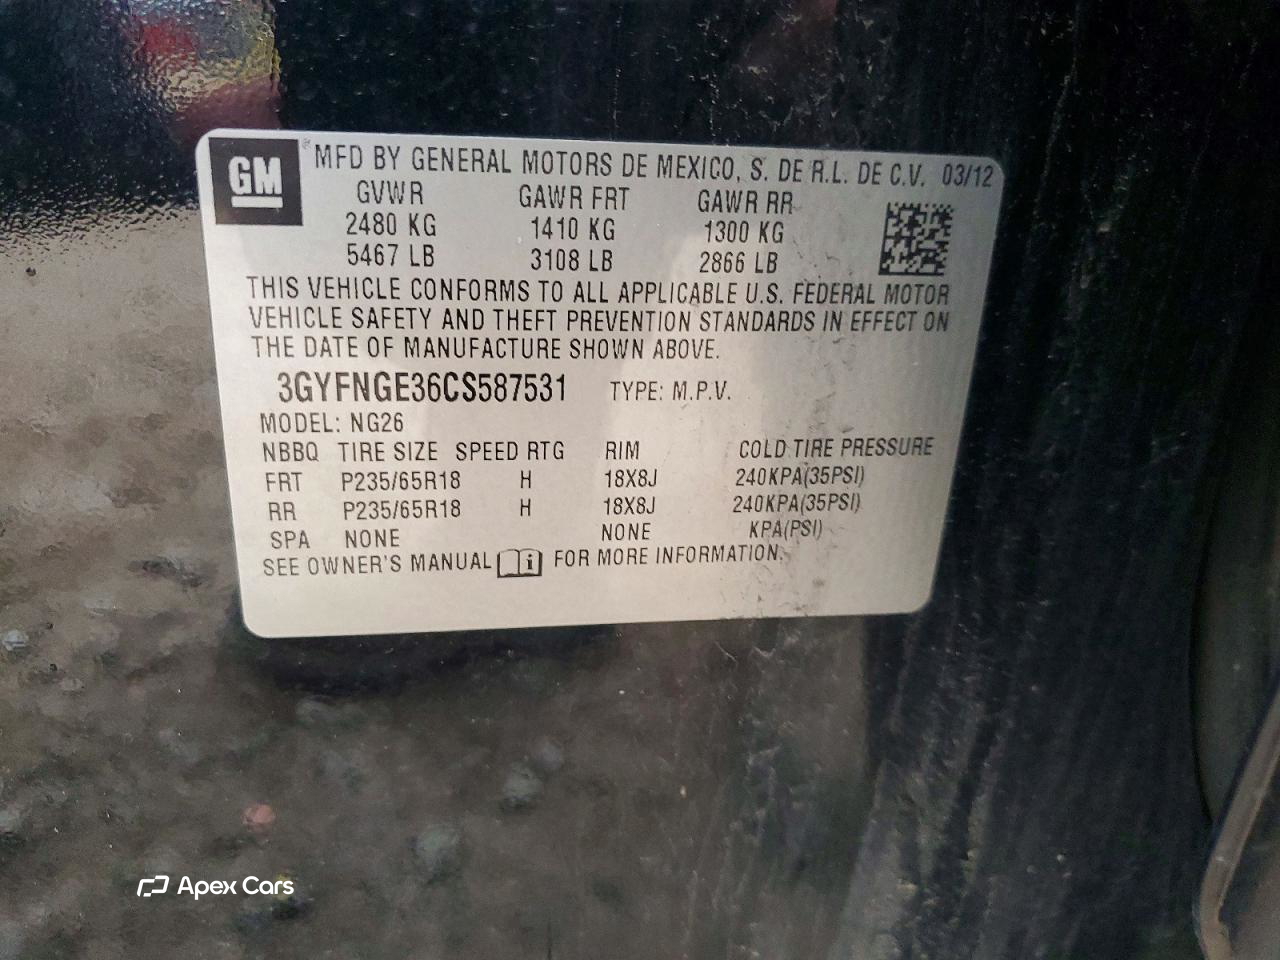 GM ® MFD BY GENERAL MOTORS DE MEXICO, S. DE R.L. DE C.V. 03/12
GVWR GAWR FRT GAWR RR
2480 KG 1410 KG 1300 KG
5467 LB 3108 LB 2866 LB
THIS VEHICLE CONFORMS TO ALL APPLICABLE U.S. FEDERAL MOTOR
VEHICLE SAFETY AND THEFT PREVENTION STANDARDS IN EFFECT ON
THE DATE OF MANUFACTURE SHOWN ABOVE.
3GYFNGE36CS587531 TYPE: M.P.V.
MODEL: NG26
NBBQ TIRE SIZE SPEED RTG RIM COLD TIRE PRESSURE
FRT P235/65R18 H 18X8J 240KPA(35PSI)
RR P235/65R18 H 18X8J 240KPA(35PSI)
SPA NONE NONE KPA(PSI)
SEE OWNER'S MANUAL i FOR MORE INFORMATION.
Apex Cars